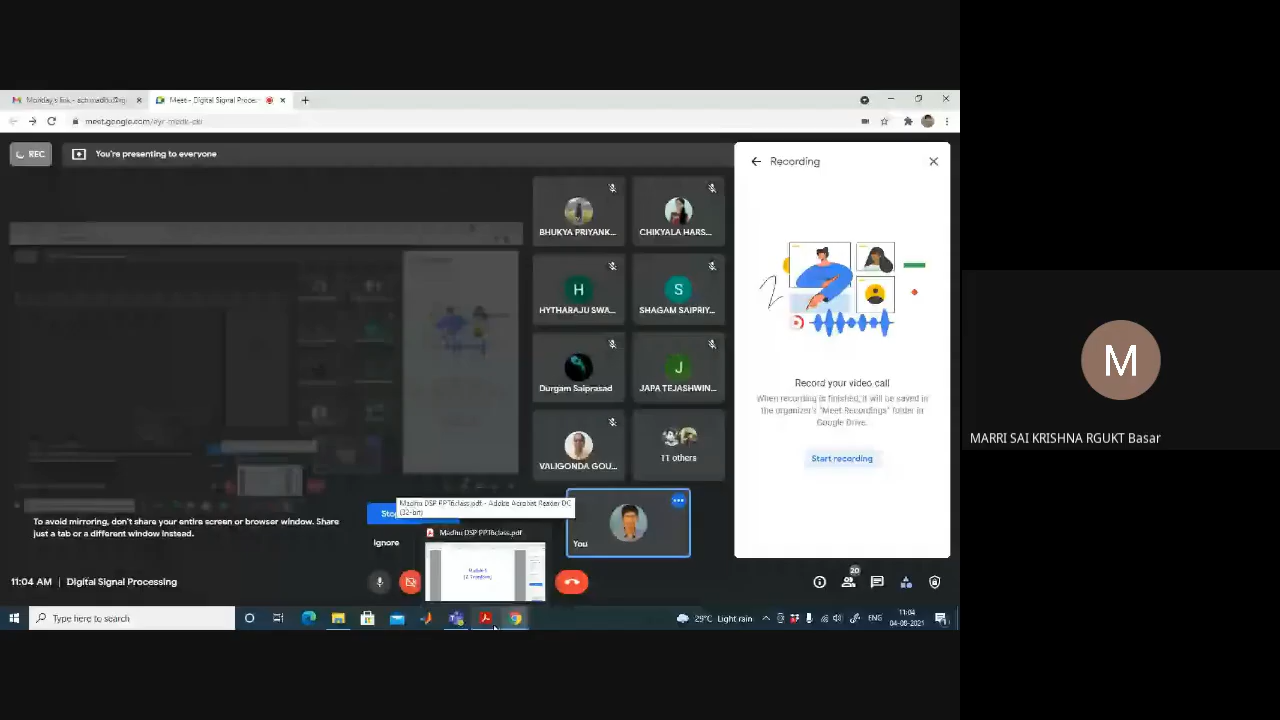 Monday's link -
Meet - Digital Signal Proce...
REC
You're presenting to everyone
Recording
BHUKYA PRIYANK...
CHIKYALA HARS...
HYTHARAJU SWA...
SHAGAM SAIPRIY...
Durgam Saiprasad
JAPA TEJASHWIN...
VALIGONDA GOU...
11 others
You
Record your video call
When recording is finished, it will be saved
in the organizer's "Meet Recordings" folder in
Google Drive.
Start recording
M
MARRI SAI KRISHNA RGUKT Basar
Madhu DSP PPT6class.pdf - Adobe Acrobat Reader DC
(32-bit)
To avoid mirroring, don't share your entire screen or browser window. Share
just a tab or a different window instead.
Ignore
Madhu DSP PPT6class.pdf
11:04 AM | Digital Signal Processing
20
Type here to search
29°C Light rain
ENG
11:04
04-08-2021